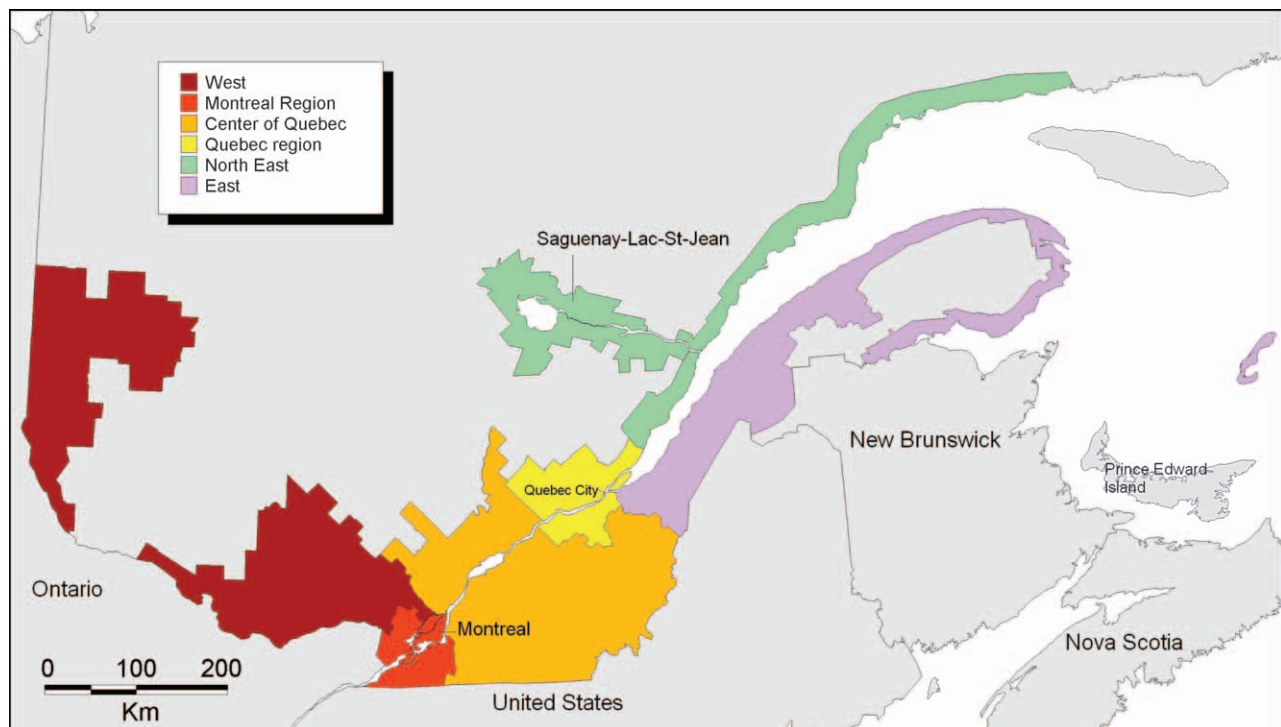 West
Montreal Region
Center of Quebec
Quebec region
North East
East
Saguenay-Lac-St-Jean
New Brunswick
Prince Edward
Island
Quebec City
Ontario
Montreal
Nova Scotia
0 100 200
Km
United States